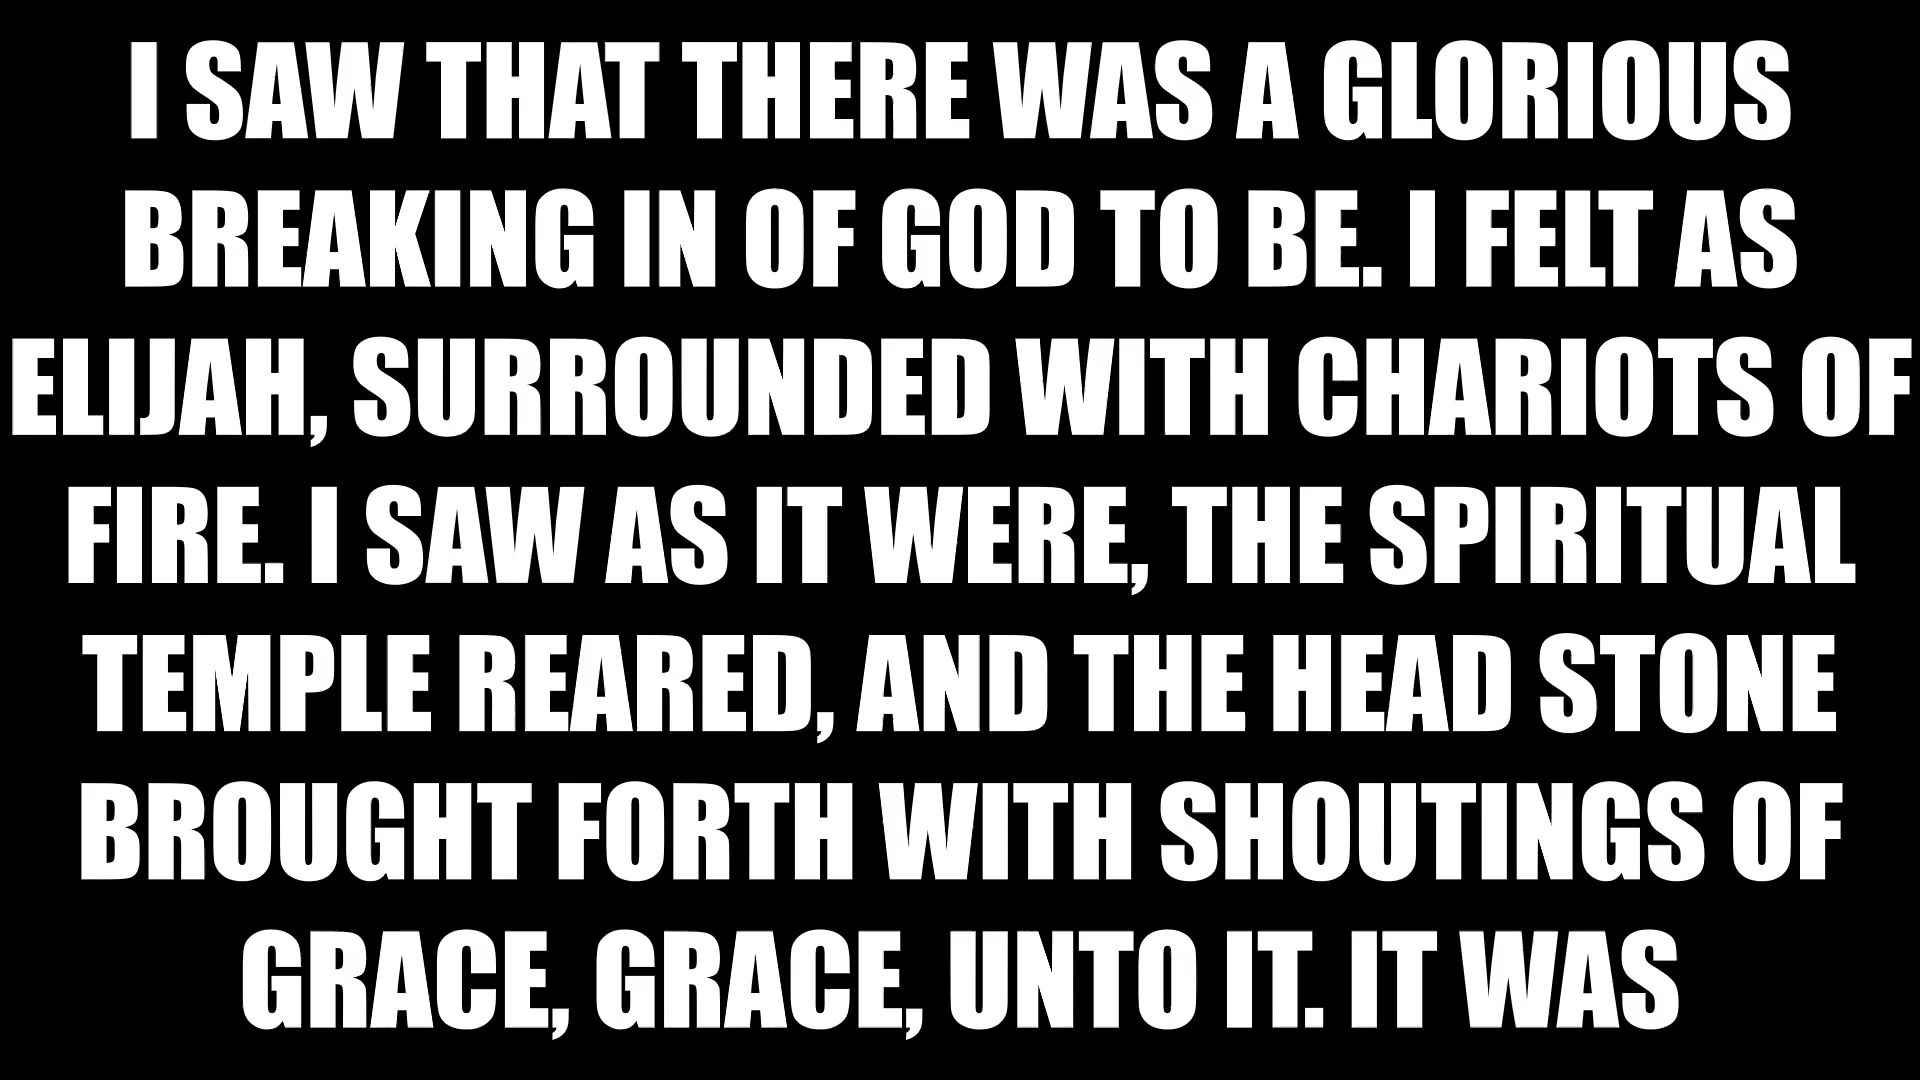 I SAW THAT THERE WAS A GLORIOUS
BREAKING IN OF GOD TO BE. I FELT AS
ELIJAH, SURROUNDED WITH CHARIOTS OF
FIRE. I SAW AS IT WERE, THE SPIRITUAL
TEMPLE REARED, AND THE HEAD STONE
BROUGHT FORTH WITH SHOUTINGS OF
GRACE, GRACE, UNTO IT. IT WAS